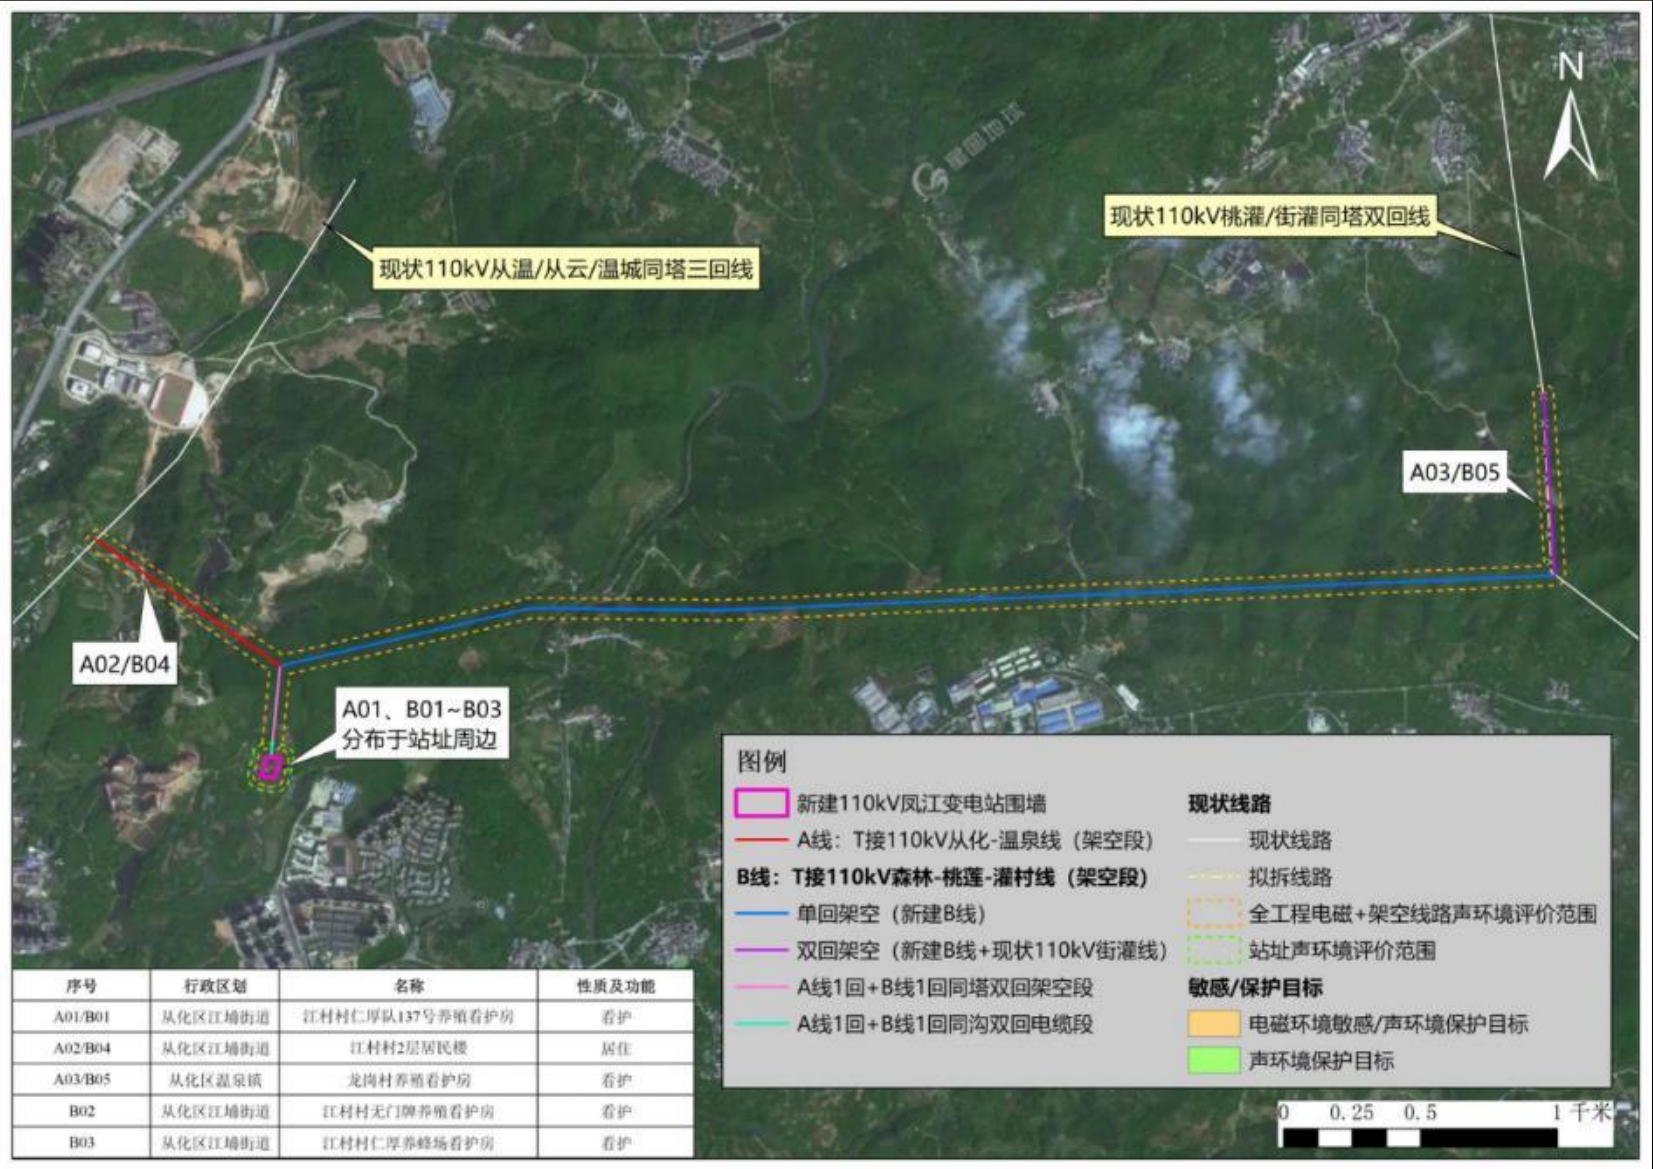 N
星图地球
现状110kV桃灌/街灌同塔双回线
现状110kV从温/从云/温城同塔三回线
A03/B05
A02/B04
A01、B01~B03
分布于站址周边
图例
新建110kV凤江变电站围墙
A线：T接110kV从化-温泉线（架空段）
B线：T接110kV森林-桃莲-灌村线（架空段）
单回架空（新建B线）
双回架空（新建B线+现状110kV街灌线）
A线1回+B线1回同塔双回架空段
A线1回+B线1回同沟双回电缆段
现状线路
现状线路
拟拆线路
全工程电磁+架空线路声环境评价范围
站址声环境评价范围
敏感/保护目标
电磁环境敏感/声环境保护目标
声环境保护目标
序号 行政区划 名称 性质及功能
A01/B01 从化区江埔街道 江村村仁厚队137号养殖看护房 看护
A02/B04 从化区江埔街道 江村村2层居民楼 居住
A03/B05 从化区温泉镇 龙岗村养殖看护房 看护
B02 从化区江埔街道 江村村无门牌养殖看护房 看护
B03 从化区江埔街道 江村村仁厚养蜂场看护房 看护
0 0.25 0.5 1 千米